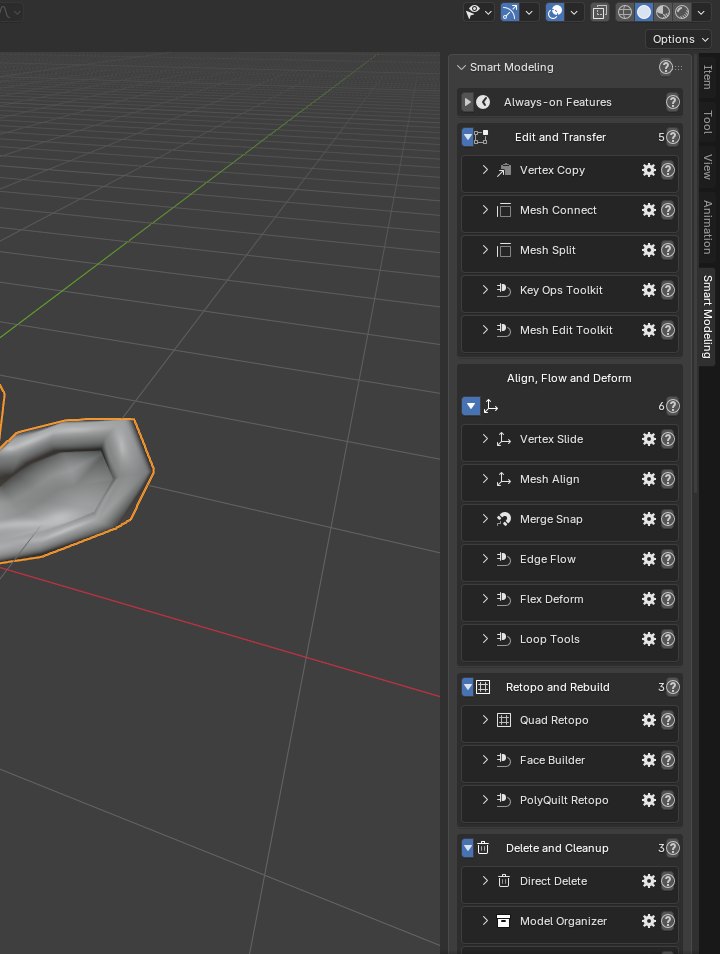 Options
Smart Modeling
Always-on Features
Edit and Transfer 5
Vertex Copy
Mesh Connect
Mesh Split
Key Ops Toolkit
Mesh Edit Toolkit
Align, Flow and Deform
6
Vertex Slide
Mesh Align
Merge Snap
Edge Flow
Flex Deform
Loop Tools
Retopo and Rebuild 3
Quad Retopo
Face Builder
PolyQuilt Retopo
Delete and Cleanup 3
Direct Delete
Model Organizer
Item
Tool
View
Animation
Smart Modeling